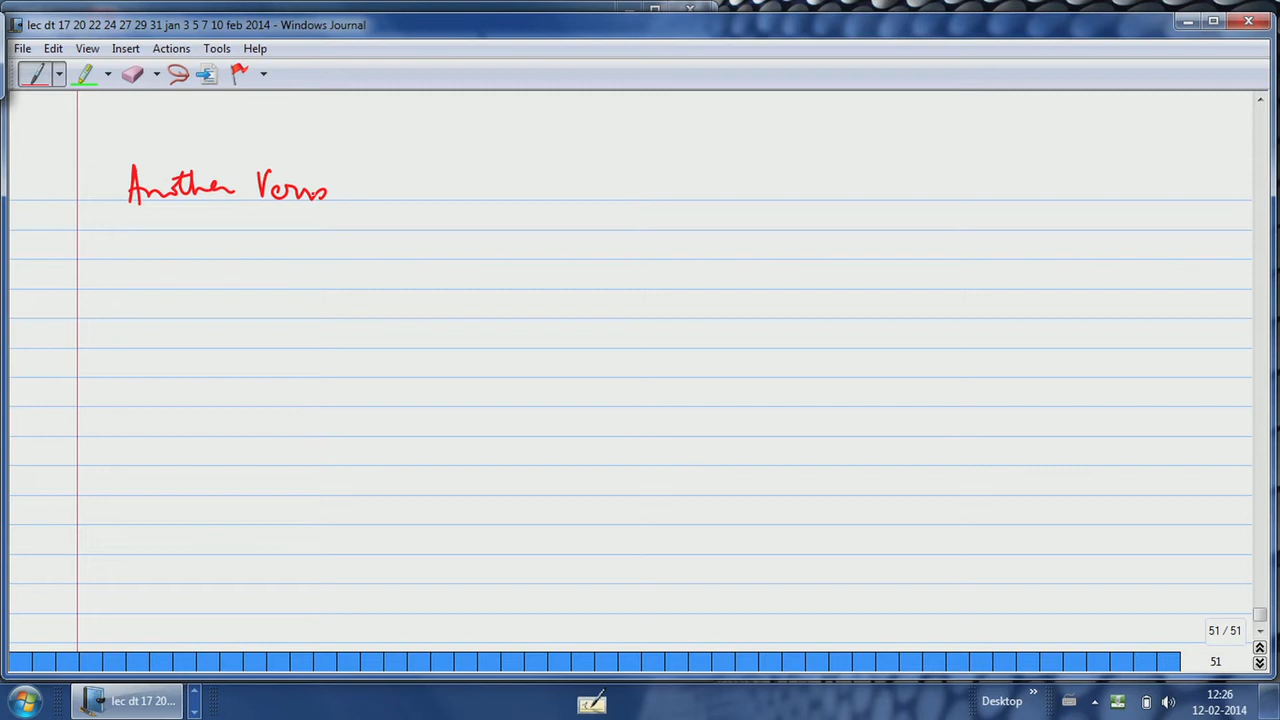 lec dt 17 20 22 24 27 29 31 jan 3 5 7 10 feb 2014 - Windows Journal
File Edit View Insert Actions Tools Help
Another Versio
51 / 51
51
lec dt 17 20...
Desktop
12:26
12-02-2014